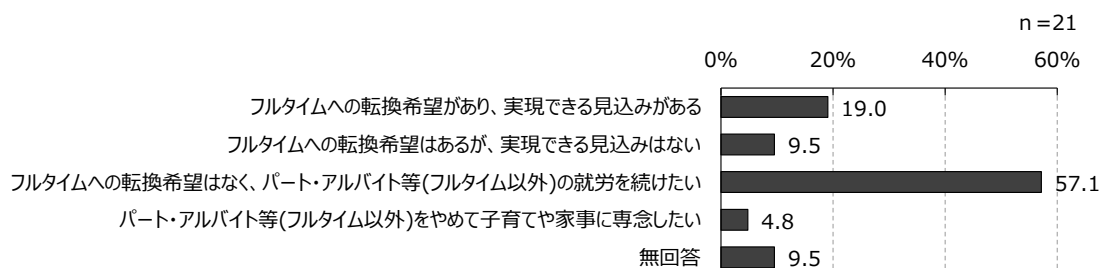 n=21
0% 20% 40% 60%
フルタイムへの転換希望があり、実現できる見込みがある 19.0
フルタイムへの転換希望はあるが、実現できる見込みはない 9.5
フルタイムへの転換希望はなく、パート・アルバイト等(フルタイム以外)の就労を続けたい 57.1
パート・アルバイト等(フルタイム以外)をやめて子育てや家事に専念したい 4.8
無回答 9.5